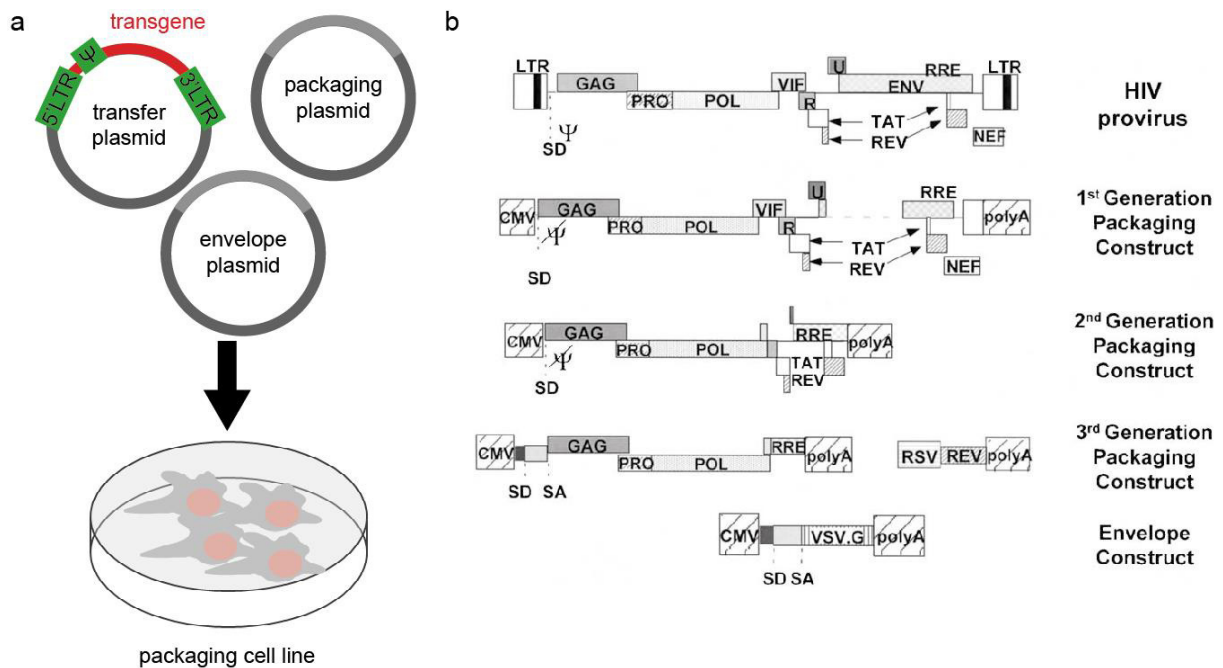 a
transgene
5'LTR
Ψ
3'LTR
transfer
plasmid
packaging
plasmid
envelope
plasmid
packaging cell line
b
LTR
GAG
PRO
POL
VIF
R
U
RRE
ENV
LTR
TAT
REV
NEF
SD
Ψ
HIV
provirus
CMV
GAG
Ψ
PRO
POL
VIF
R
U
RRE
polyA
TAT
REV
NEF
SD
1st Generation
Packaging
Construct
CMV
GAG
Ψ
PRO
POL
RRE
polyA
TAT
REV
SD
2nd Generation
Packaging
Construct
CMV
GAG
PRO
POL
RRE
polyA
SD SA
RSV
REV
polyA
3rd Generation
Packaging
Construct
CMV
VSV.G
polyA
SD SA
Envelope
Construct